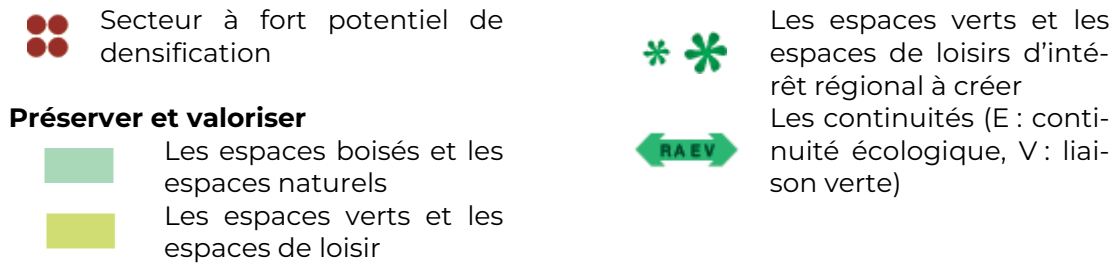 Secteur à fort potentiel de
densification
Préserver et valoriser
Les espaces boisés et les
espaces naturels
Les espaces verts et les
espaces de loisir
Les espaces verts et les
espaces de loisirs d’inté-
rêt régional à créer
RAEV
Les continuités (E : conti-
nuité écologique, V : liai-
son verte)